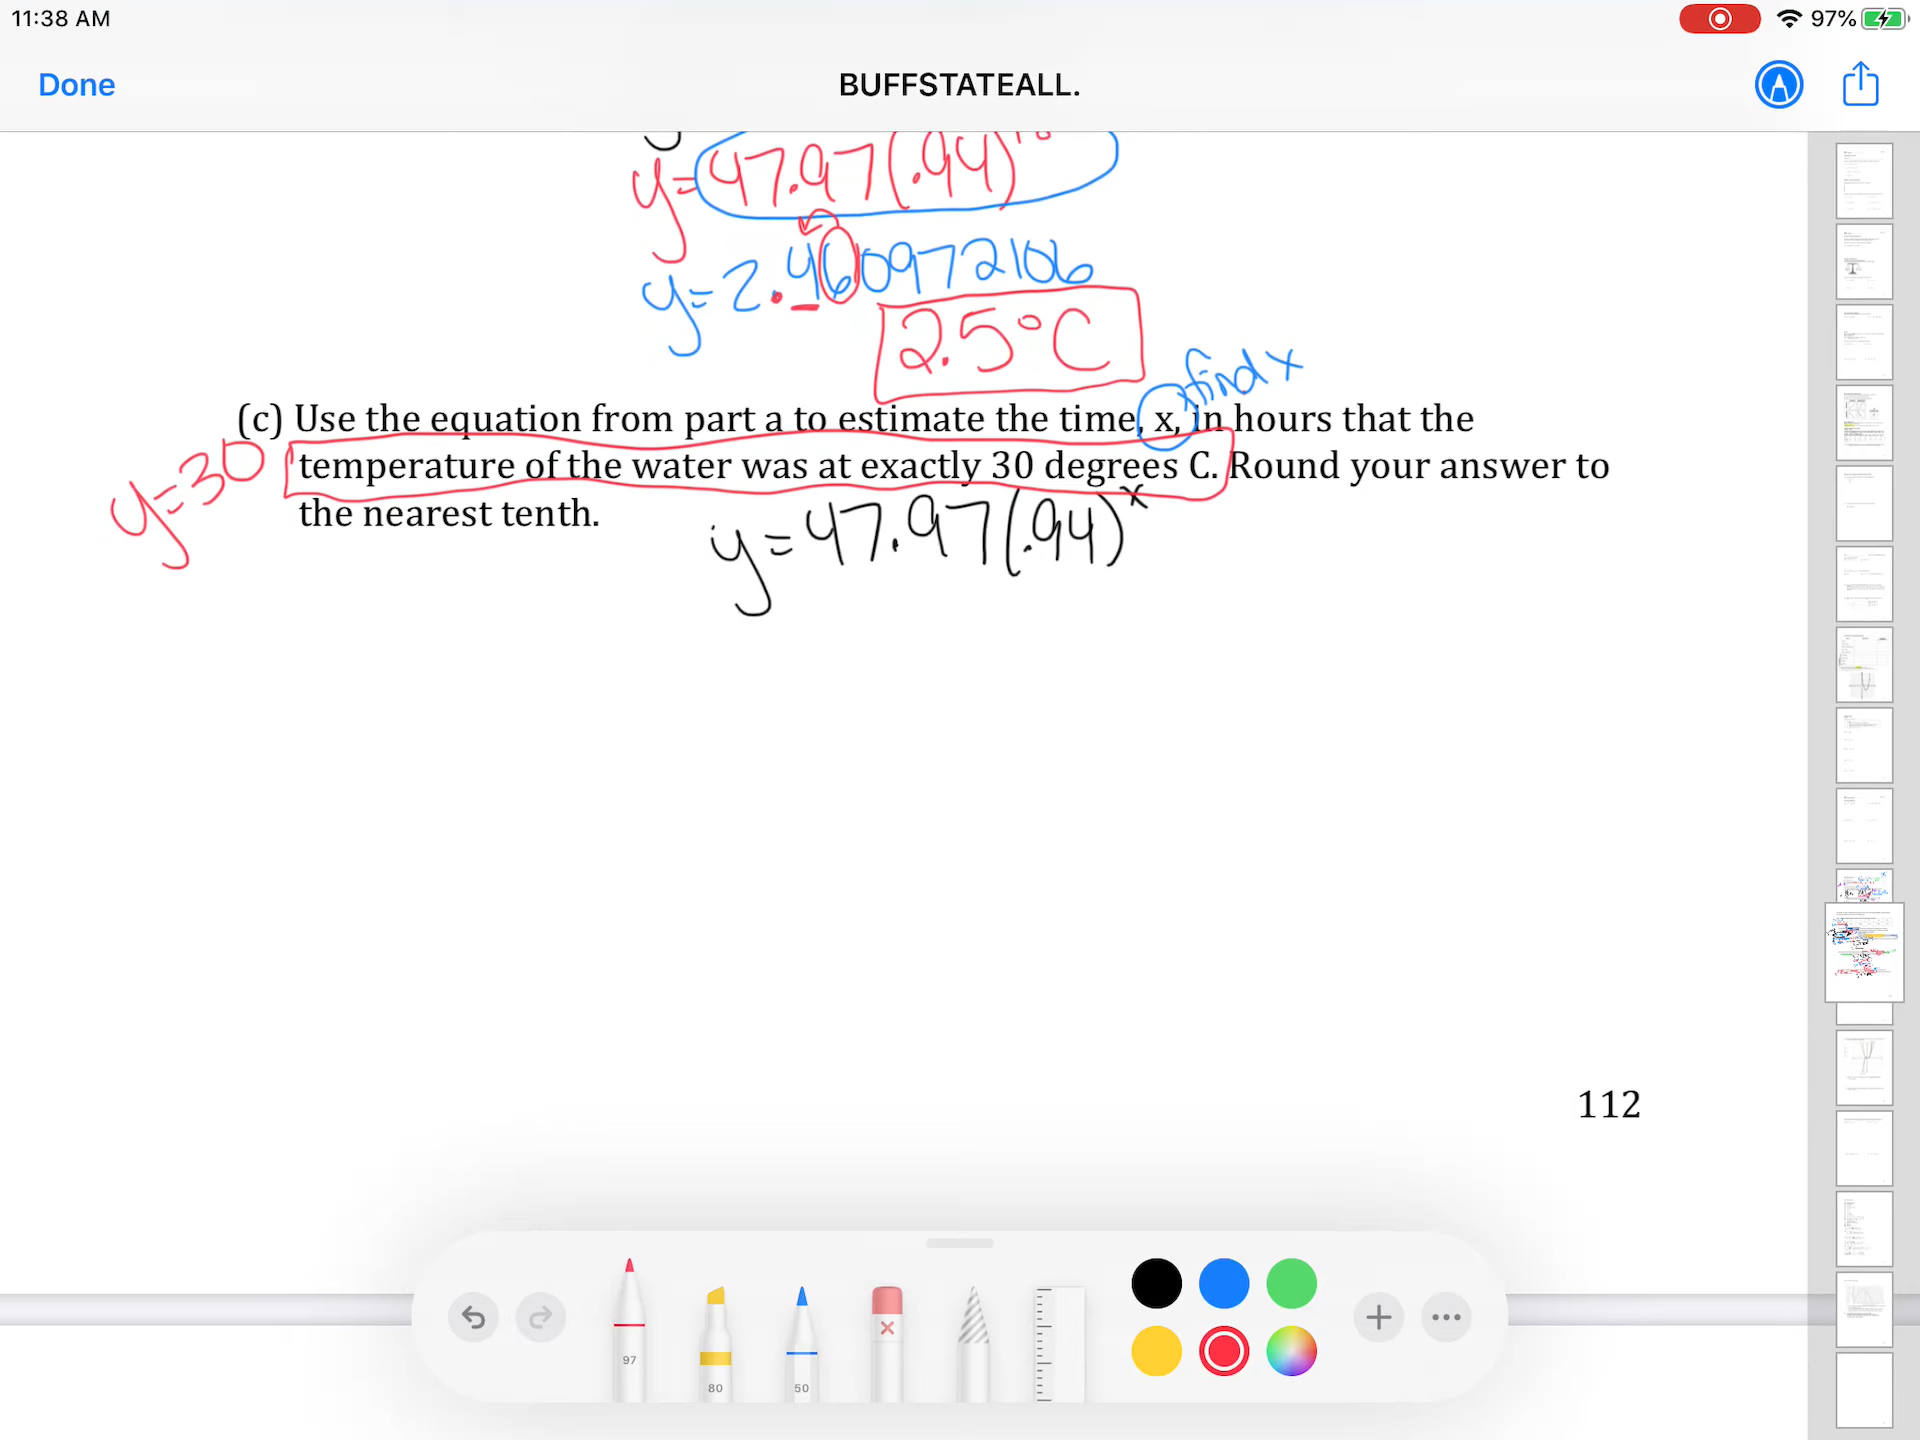 11:38 AM
97%
Done
BUFFSTATEALL.
y=47.97(.94)
y=2.460972106
2.5°C
find x
(c) Use the equation from part a to estimate the time, x, in hours that the
y=30
temperature of the water was at exactly 30 degrees C. Round your answer to
the nearest tenth.
y=47.97(.94)^x
112
97
80
50